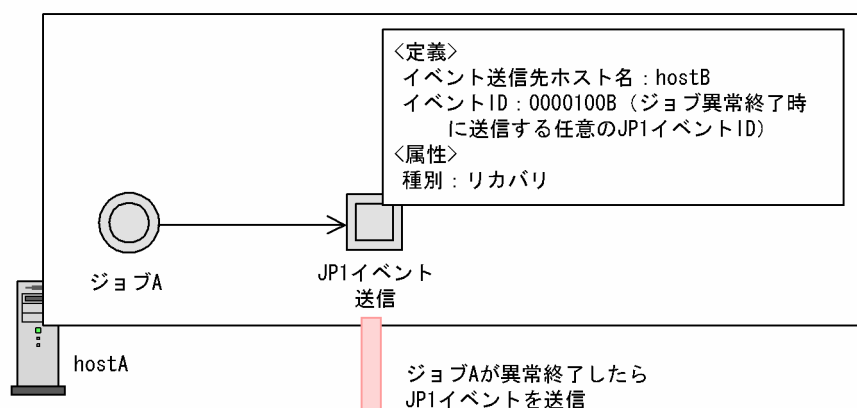 <定義>
イベント送信先ホスト名：hostB
イベントID：0000100B（ジョブ異常終了時
に送信する任意のJP1イベントID）
<属性>
種別：リカバリ
ジョブA
JP1イベント
送信
hostA
ジョブAが異常終了したら
JP1イベントを送信